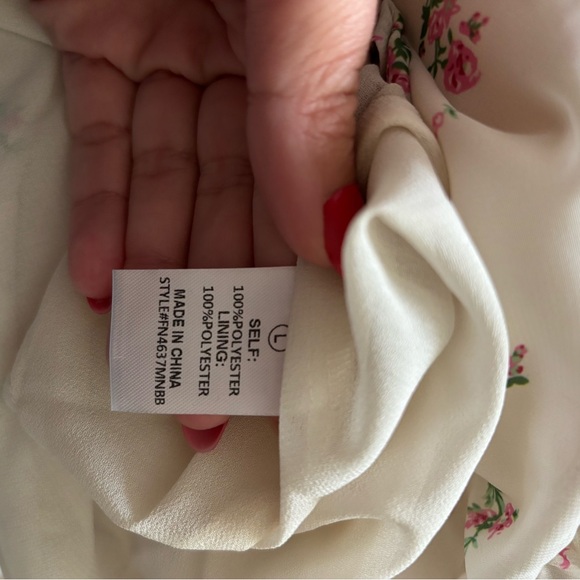 L
SELF:
100%POLYESTER
LINING:
100%POLYESTER
MADE IN CHINA
STYLE#FN4637MNBB